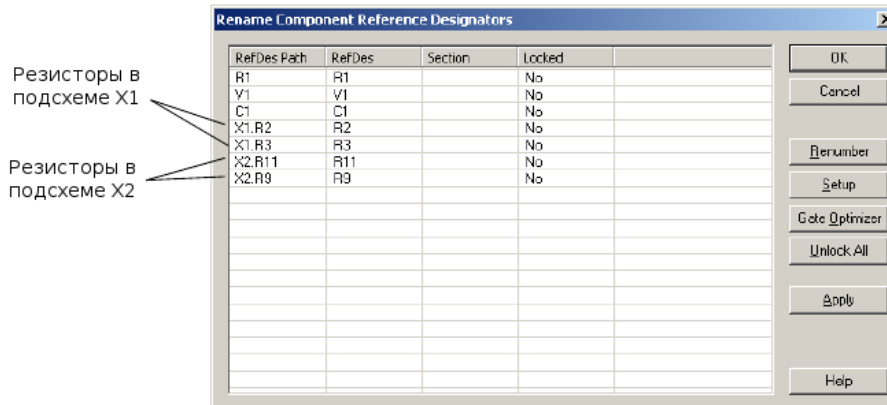 Rename Component Reference Designators
RefDes Path RefDes Section Locked
R1 R1 No
V1 V1 No
C1 C1 No
X1.R2 R2 No
X1.R3 R3 No
X2.R11 R11 No
X2.R9 R9 No
Резисторы в
подсхеме X1
Резисторы в
подсхеме X2
OK
Cancel
Renumber
Setup
Gate Optimizer
Unlock All
Apply
Help